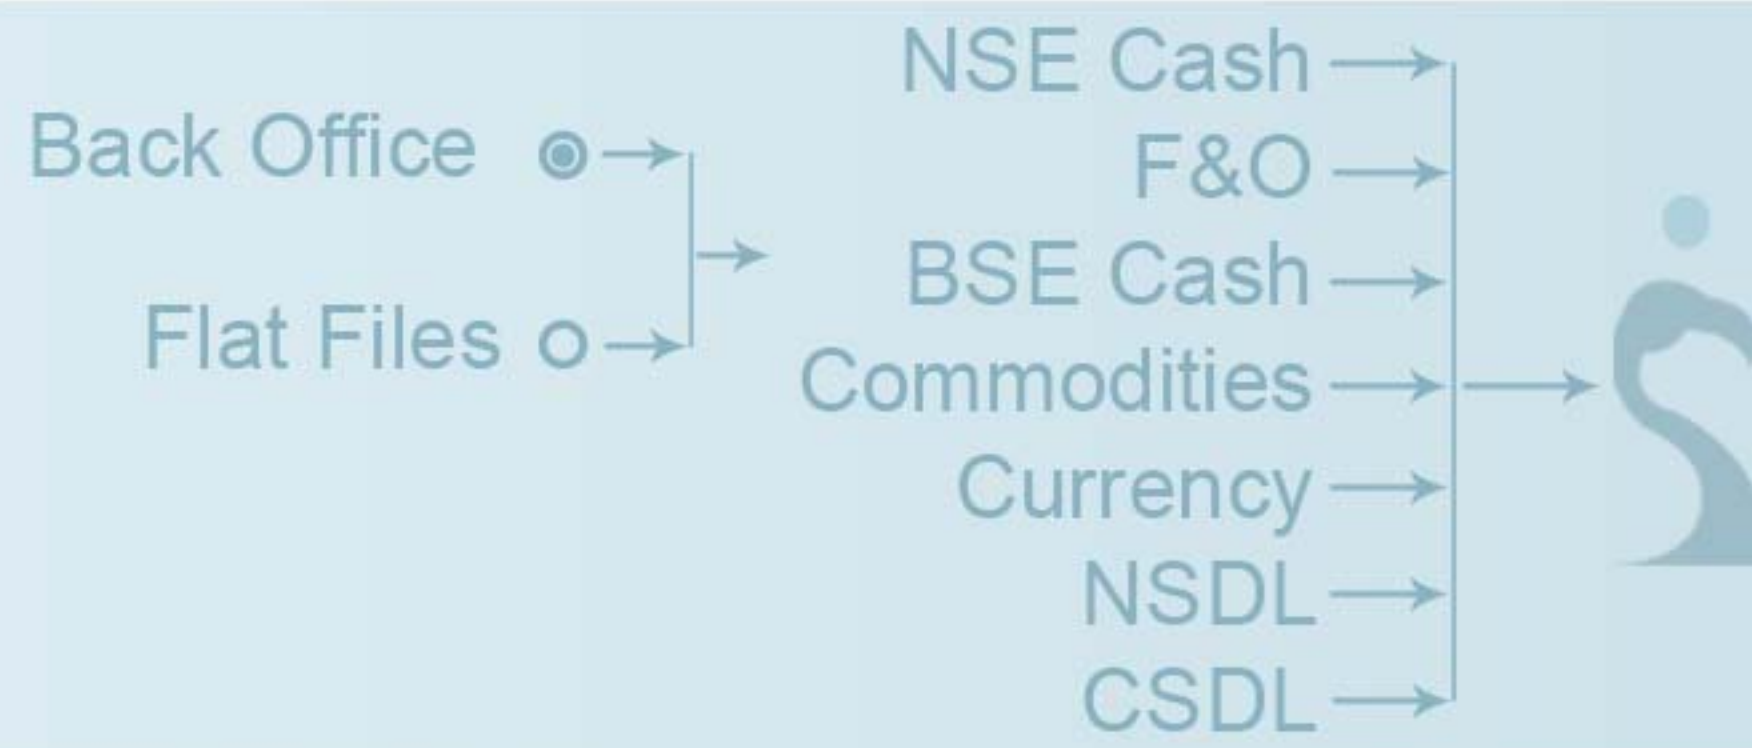 Back Office
Flat Files
NSE Cash
F&O
BSE Cash
Commodities
Currency
NSDL
CSDL